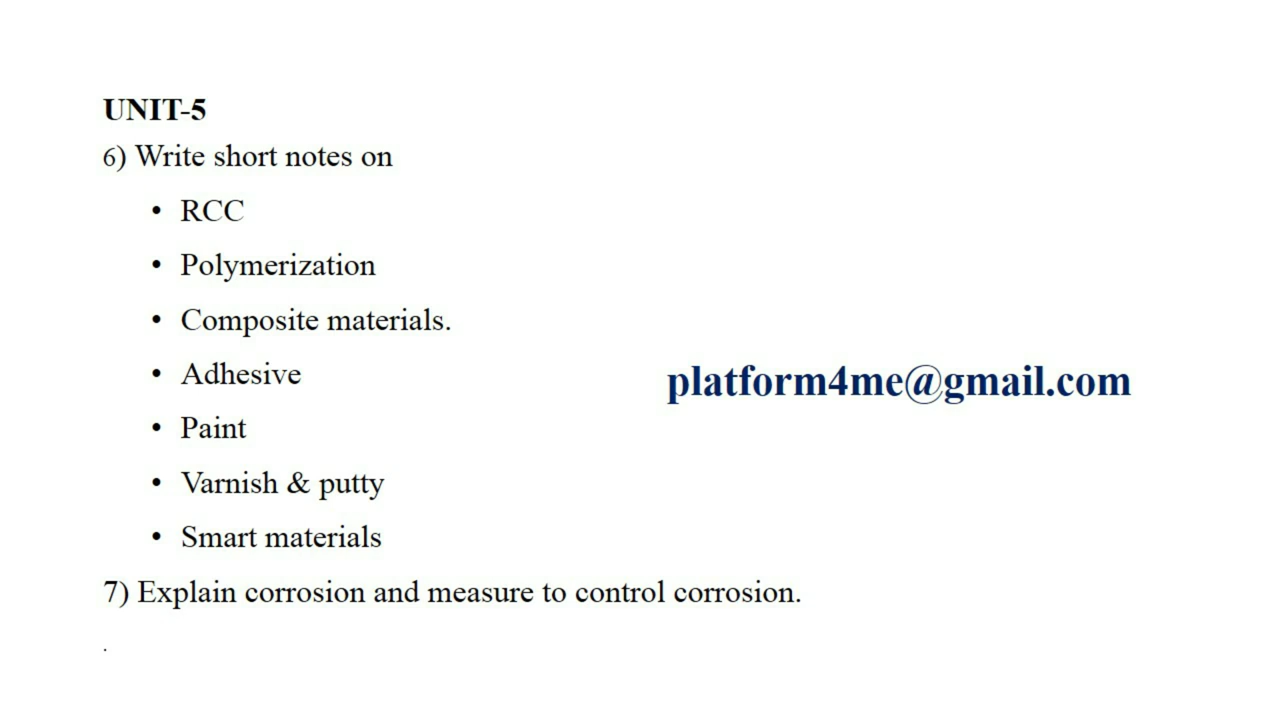 UNIT-5
6) Write short notes on
• RCC
• Polymerization
• Composite materials.
• Adhesive
platform4me@gmail.com
• Paint
• Varnish & putty
• Smart materials
7) Explain corrosion and measure to control corrosion.
.